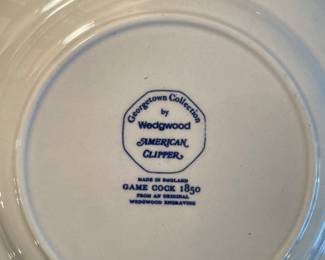 Georgetown Collection
by
Wedgwood
AMERICAN
CLIPPER
MADE IN ENGLAND
GAME COCK 1850
FROM AN ORIGINAL
WEDGWOOD ENGRAVING